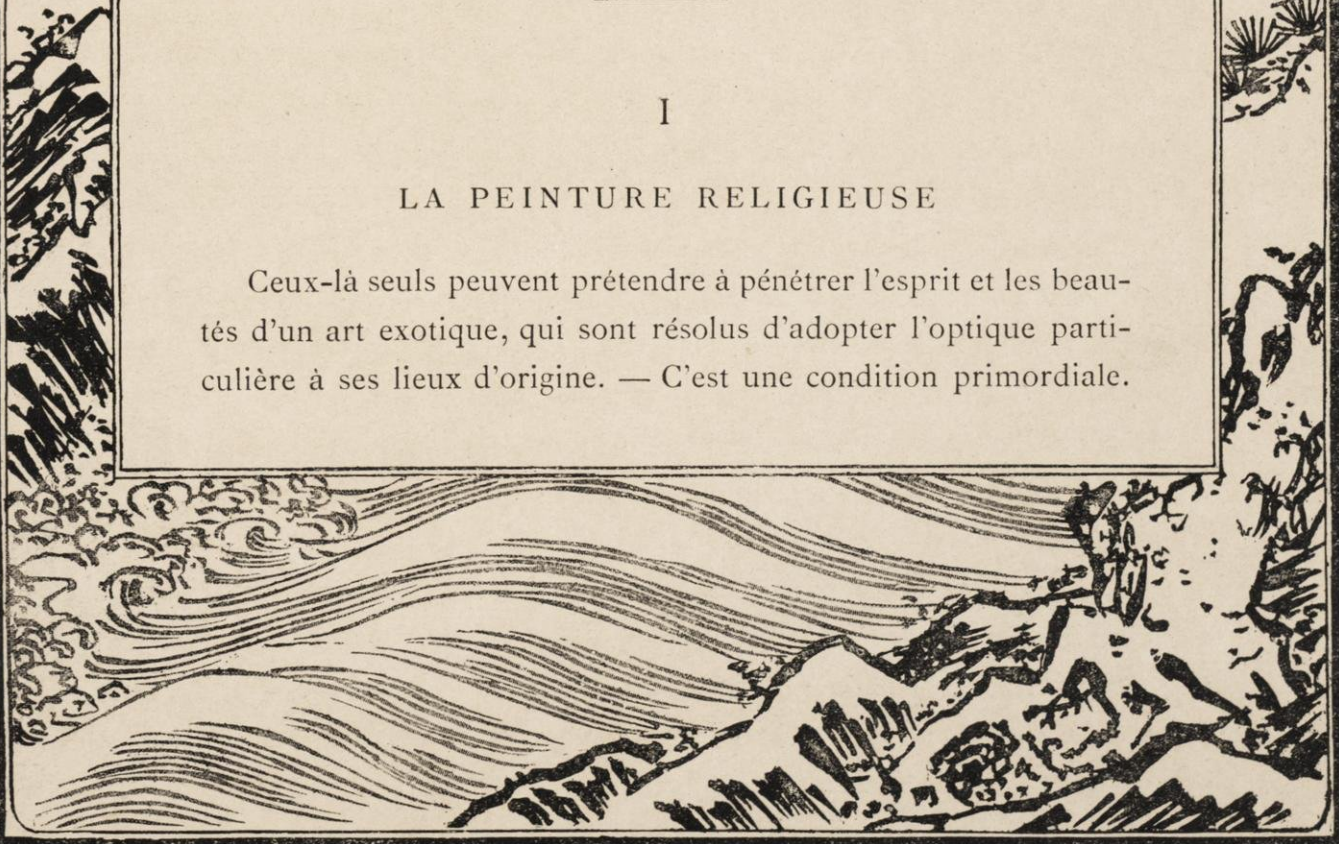 I
LA PEINTURE RELIGIEUSE
Ceux-là seuls peuvent prétendre à pénétrer l'esprit et les beau-
tés d'un art exotique, qui sont résolus d'adopter l'optique parti-
culière à ses lieux d'origine. — C'est une condition primordiale.